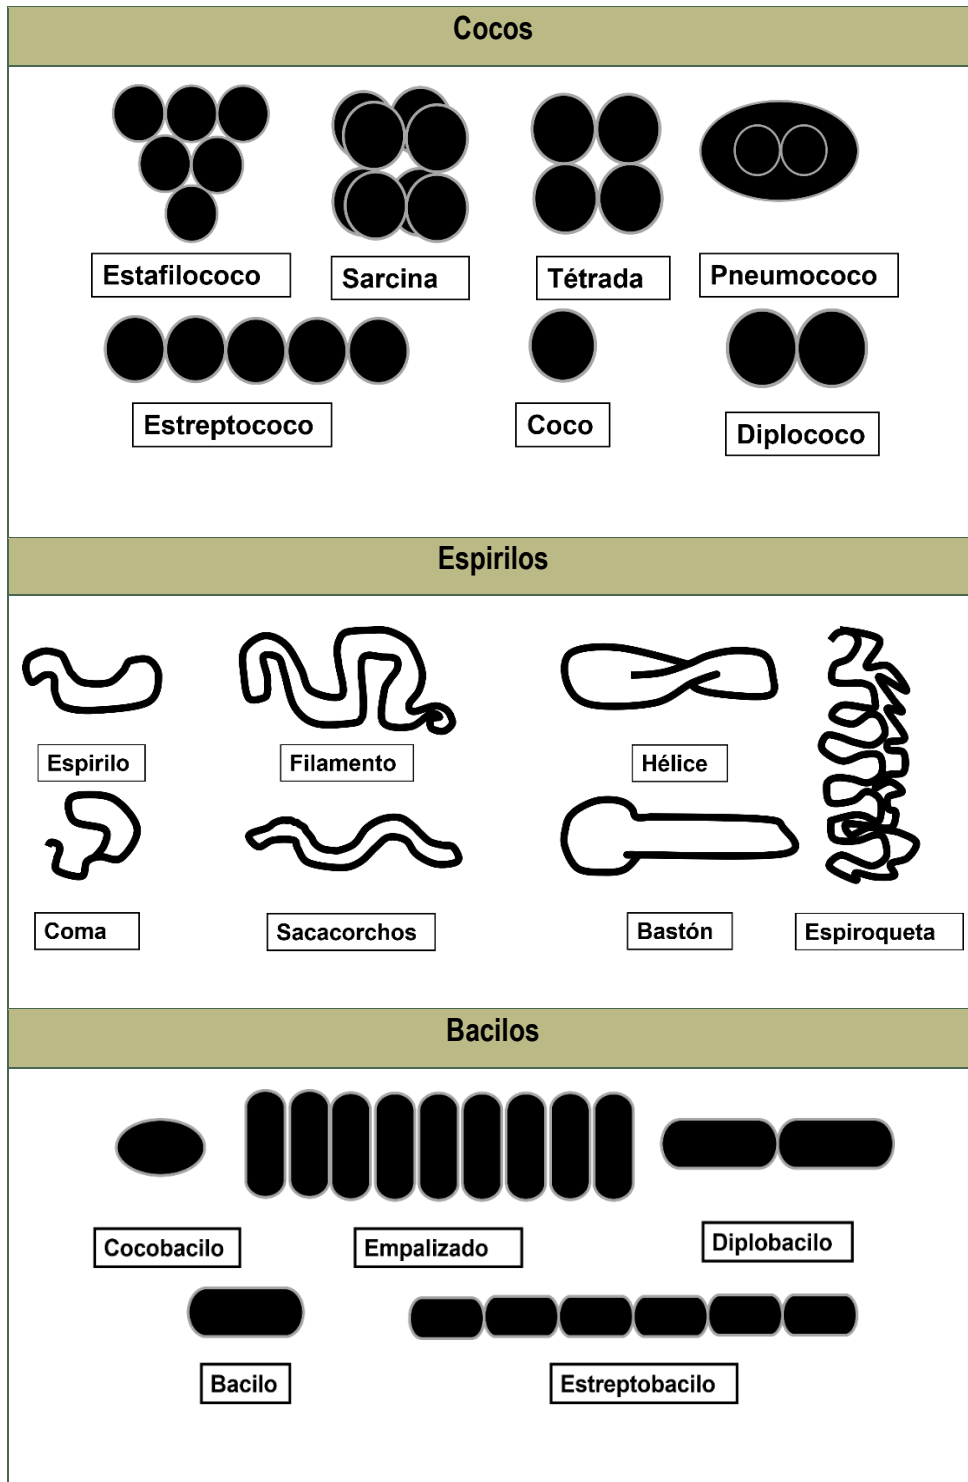 Cocos
Estafilococo
Sarcina
Tétrada
Pneumococo
Estreptococo
Coco
Diplococo
Espirilos
Espirilo
Filamento
Hélice
Coma
Sacacorchos
Bastón
Espiroqueta
Bacilos
Cocobacilo
Empalizado
Diplobacilo
Bacilo
Estreptobacilo